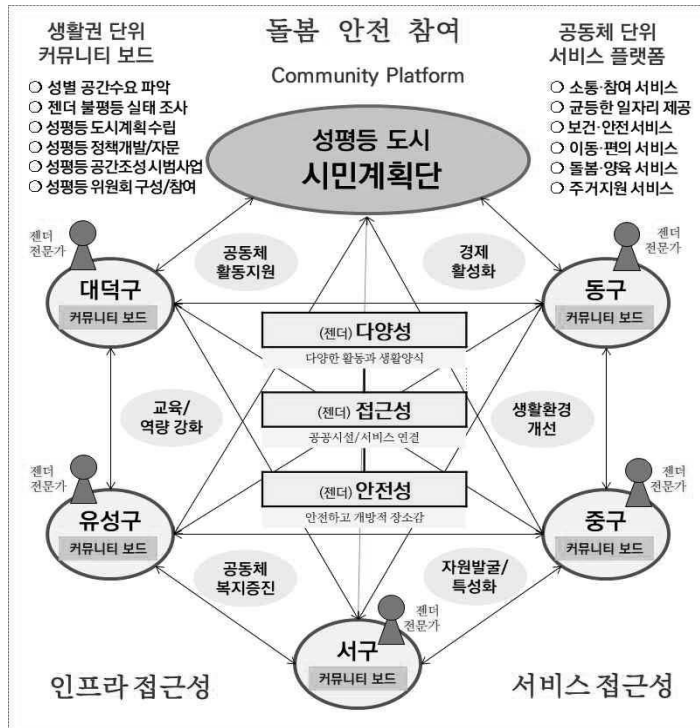 생활권 단위
커뮤니티 보드
❍ 성별 공간수요 파악
❍ 젠더 불평등 실태 조사
❍ 성평등 도시계획 수립
❍ 성평등 정책개발/자문
❍ 성평등 공간조성 시범사업
❍ 성평등 위원회 구성/참여
돌봄 안전 참여
Community Platform
공동체 단위
서비스 플랫폼
❍ 소통·참여 서비스
❍ 균등한 일자리 제공
❍ 보건·안전 서비스
❍ 이동·편의 서비스
❍ 돌봄·양육 서비스
❍ 주거지원 서비스
성평등 도시
시민계획단
젠더
전문가
대덕구
커뮤니티 보드
공동체
활동지원
경제
활성화
젠더
전문가
동구
커뮤니티 보드
(젠더) 다양성
다양한 활동과 생활양식
교육/
역량 강화
(젠더) 접근성
공공시설/서비스 연결
생활환경
개선
젠더
전문가
유성구
커뮤니티 보드
(젠더) 안전성
안전하고 개방적 장소감
젠더
전문가
중구
커뮤니티 보드
공동체
복지증진
자원발굴/
특성화
젠더
전문가
서구
커뮤니티 보드
인프라 접근성
서비스 접근성